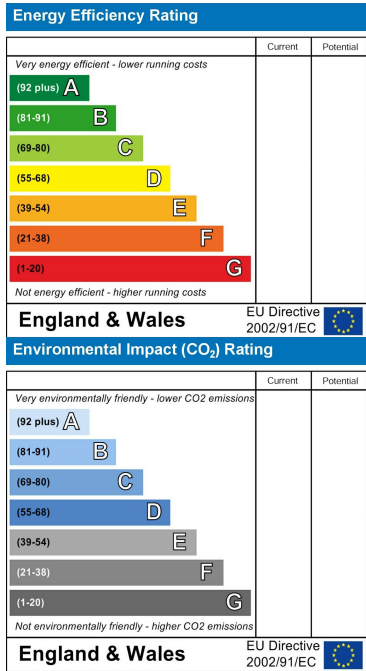 Energy Efficiency Rating
Current Potential
Very energy efficient - lower running costs
(92 plus) A
(81-91) B
(69-80) C
(55-68) D
(39-54) E
(21-38) F
(1-20) G
Not energy efficient - higher running costs
England & Wales
EU Directive
2002/91/EC
Environmental Impact (CO₂) Rating
Current Potential
Very environmentally friendly - lower CO2 emissions
(92 plus) A
(81-91) B
(69-80) C
(55-68) D
(39-54) E
(21-38) F
(1-20) G
Not environmentally friendly - higher CO2 emissions
England & Wales
EU Directive
2002/91/EC